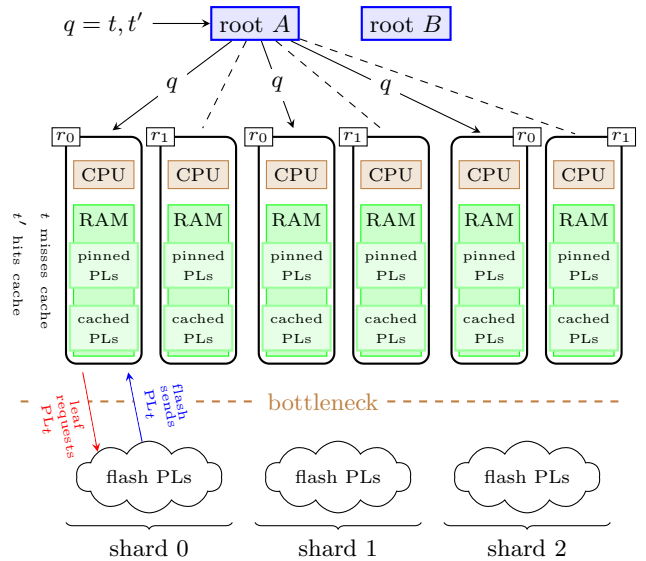 q = t, t′
root A
root B
q
q
q
r₀
r₁
r₀
r₁
r₀
r₁
CPU
CPU
CPU
CPU
CPU
CPU
RAM
RAM
RAM
RAM
RAM
RAM
pinned
PLs
pinned
PLs
pinned
PLs
pinned
PLs
pinned
PLs
pinned
PLs
cached
PLs
cached
PLs
cached
PLs
cached
PLs
cached
PLs
cached
PLs
t misses cache
t′ hits cache
leaf
requests
PLt
flash
sends
PLt
bottleneck
flash PLs
flash PLs
flash PLs
shard 0
shard 1
shard 2